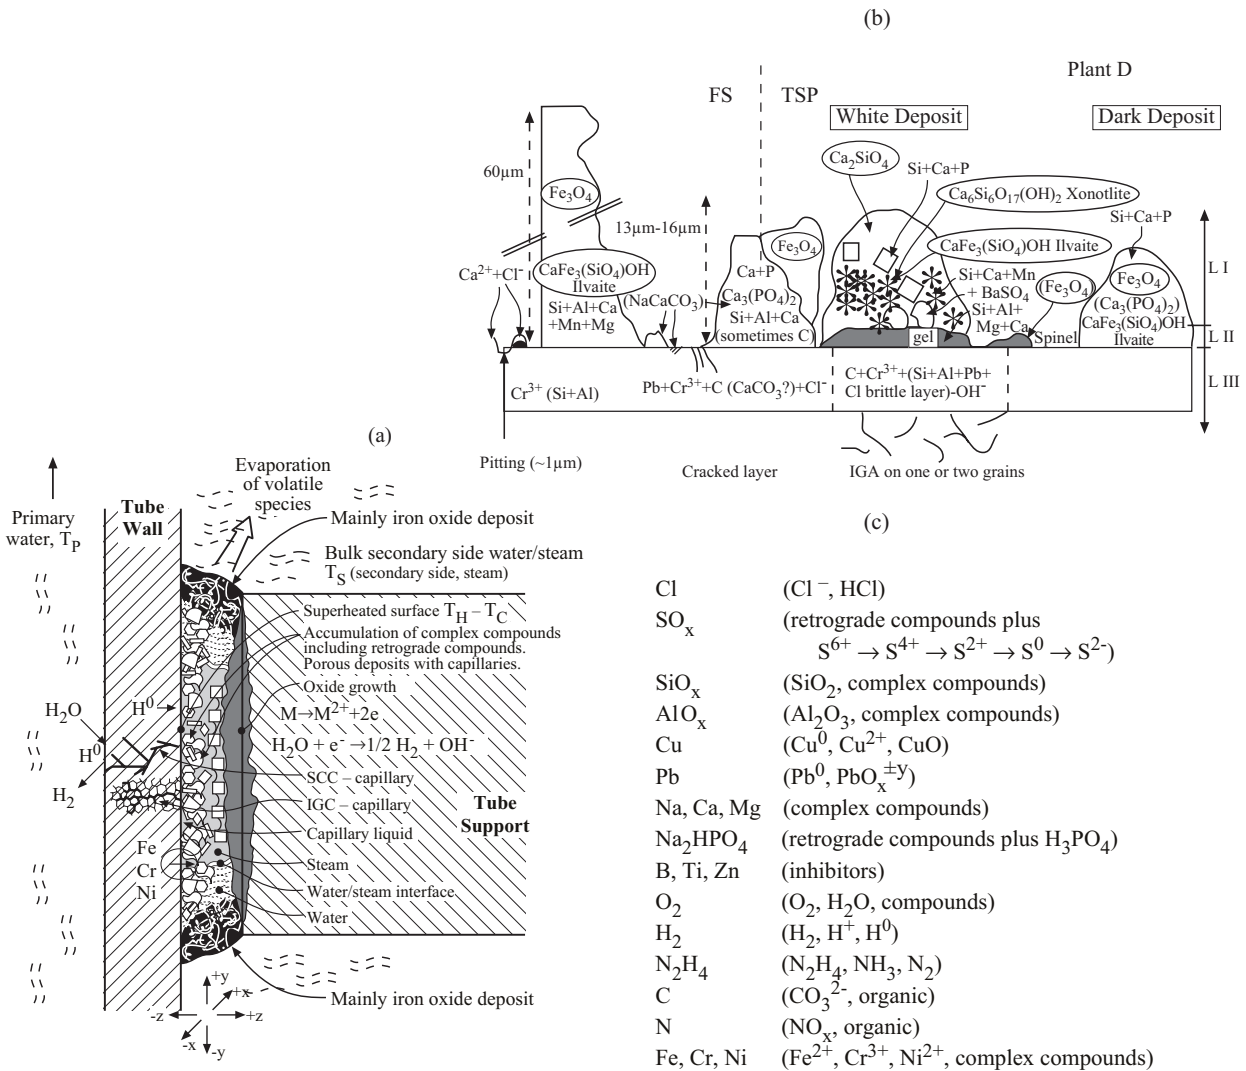 (b)
Plant D
FS
TSP
White Deposit
Dark Deposit
Ca₂SiO₄
Si+Ca+P
Ca₆Si₆O₁₇(OH)₂ Xonotlite
60µm
Fe₃O₄
13µm-16µm
Si+Ca+P
Fe₃O₄
CaFe₃(SiO₄)OH Ilvaite
Ca²⁺+Cl⁻
CaFe₃(SiO₄)OH
Ilvaite
Si+Al+Ca
+Mn+Mg
(NaCaCO₃)
Ca+P
Ca₃(PO₄)₂
Si+Al+Ca
(sometimes C)
Si+Ca+Mn
+ BaSO₄
Si+Al+
Mg+Ca
gel
(Fe₃O₄)
Spinel
Fe₃O₄
(Ca₃(PO₄)₂)
CaFe₃(SiO₄)OH
Ilvaite
L I
L II
L III
Cr³⁺ (Si+Al)
Pb+Cr³⁺+C (CaCO₃?)+Cl⁻
C+Cr³⁺+(Si+Al+Pb+
Cl brittle layer)-OH⁻
Pitting (~1µm)
Cracked layer
IGA on one or two grains
(a)
Evaporation
of volatile
species
Primary
water, T_P
Tube
Wall
Mainly iron oxide deposit
Bulk secondary side water/steam
T_S (secondary side, steam)
Superheated surface T_H – T_C
Accumulation of complex compounds
including retrograde compounds.
Porous deposits with capillaries.
Oxide growth
M→M²⁺+2e
H₂O + e⁻ →1/2 H₂ + OH⁻
H₂O
H⁰
H⁰
H₂
SCC – capillary
IGC – capillary
Capillary liquid
Tube
Support
Fe
Cr
Ni
Steam
Water/steam interface
Water
Mainly iron oxide deposit
+y
+x
-z
+z
-x
-y
(c)
Cl (Cl⁻, HCl)
SOₓ (retrograde compounds plus
S⁶⁺ → S⁴⁺ → S²⁺ → S⁰ → S²⁻)
SiOₓ (SiO₂, complex compounds)
AlOₓ (Al₂O₃, complex compounds)
Cu (Cu⁰, Cu²⁺, CuO)
Pb (Pb⁰, PbOₓ^±y)
Na, Ca, Mg (complex compounds)
Na₂HPO₄ (retrograde compounds plus H₃PO₄)
B, Ti, Zn (inhibitors)
O₂ (O₂, H₂O, compounds)
H₂ (H₂, H⁺, H⁰)
N₂H₄ (N₂H₄, NH₃, N₂)
C (CO₃²⁻, organic)
N (NOₓ, organic)
Fe, Cr, Ni (Fe²⁺, Cr³⁺, Ni²⁺, complex compounds)